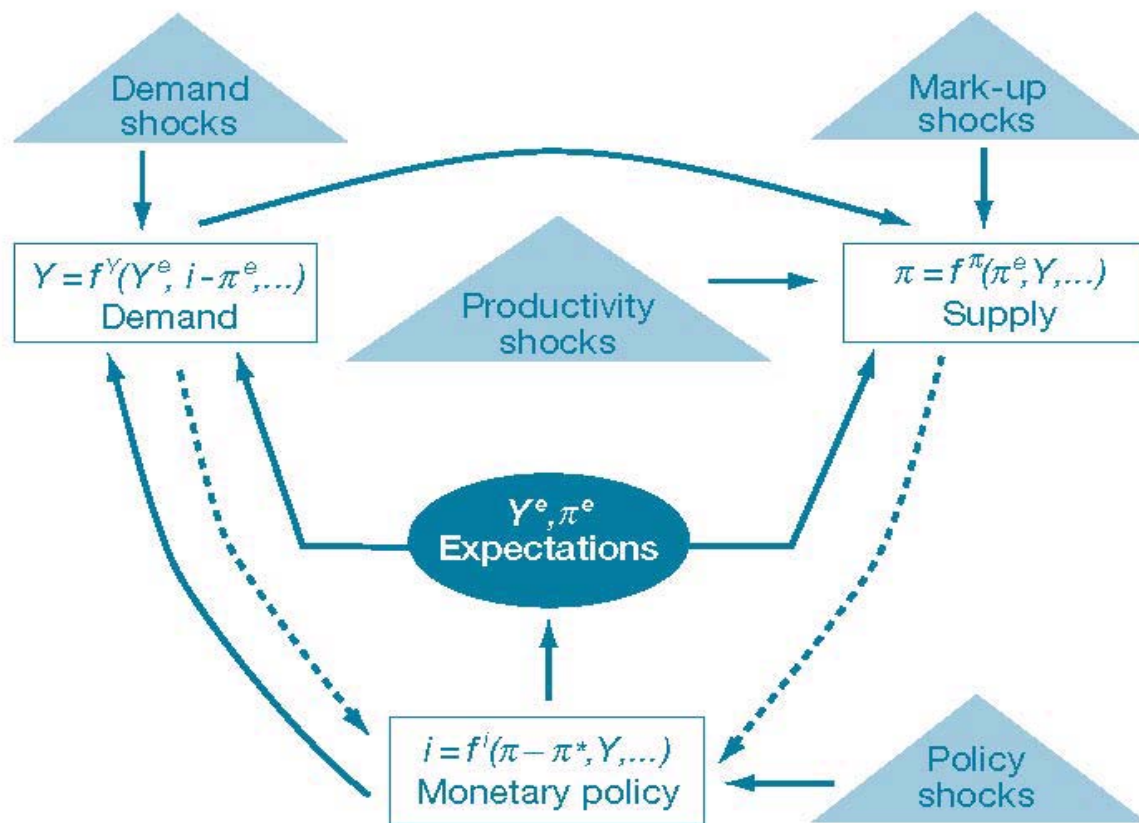 Demand
shocks
Mark-up
shocks
Y = f^Y(Y^e, i - π^e,...)
Demand
Productivity
shocks
π = f^π(π^e, Y,...)
Supply
Y^e, π^e
Expectations
i = f^i(π − π*, Y,...)
Monetary policy
Policy
shocks